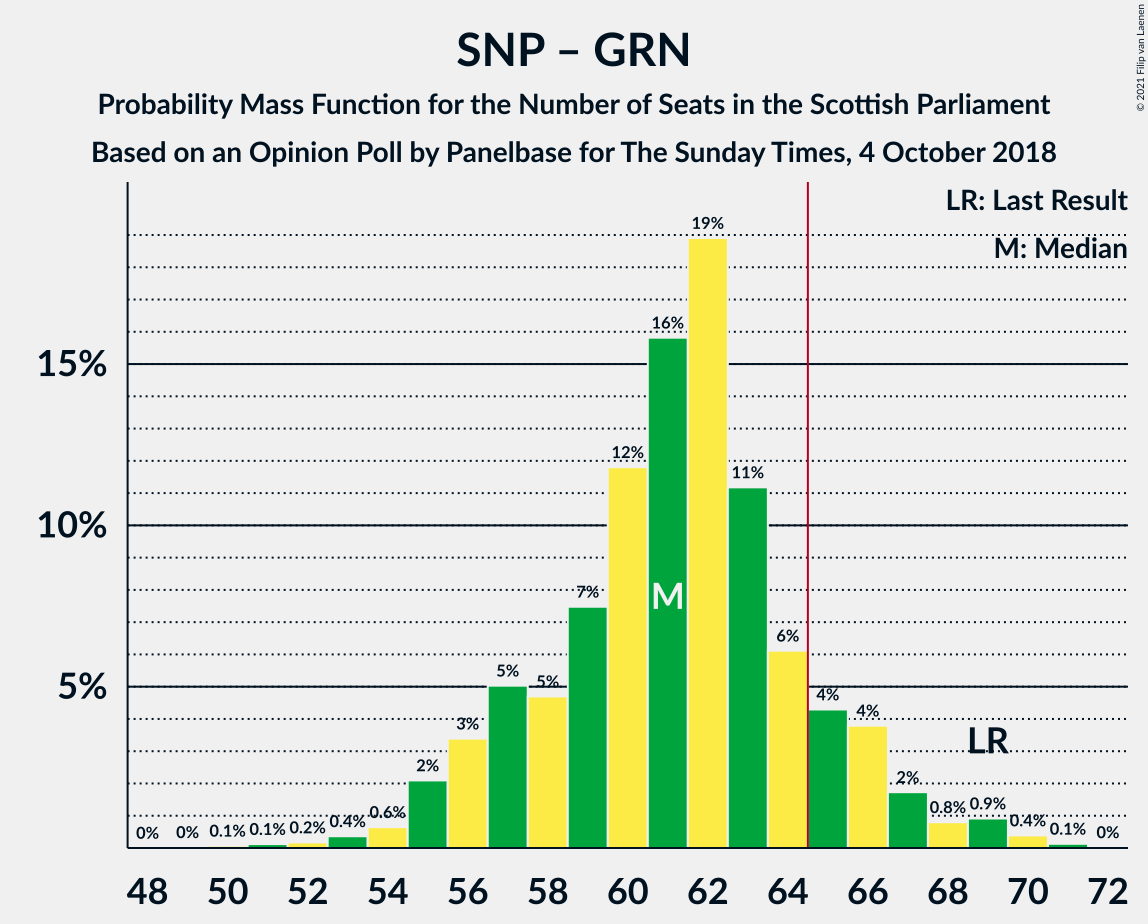 SNP – GRN
Probability Mass Function for the Number of Seats in the Scottish Parliament
Based on an Opinion Poll by Panelbase for The Sunday Times, 4 October 2018
© 2021 Filip van Laenen
LR: Last Result
M: Median
15%
10%
5%
0% 0% 0.1% 0.1% 0.2% 0.4% 0.6% 2% 3% 5% 5% 7% 12% 16% 19% 11% 6% 4% 4% 2% 0.8% 0.9% 0.4% 0.1% 0%
M
LR
48 50 52 54 56 58 60 62 64 66 68 70 72